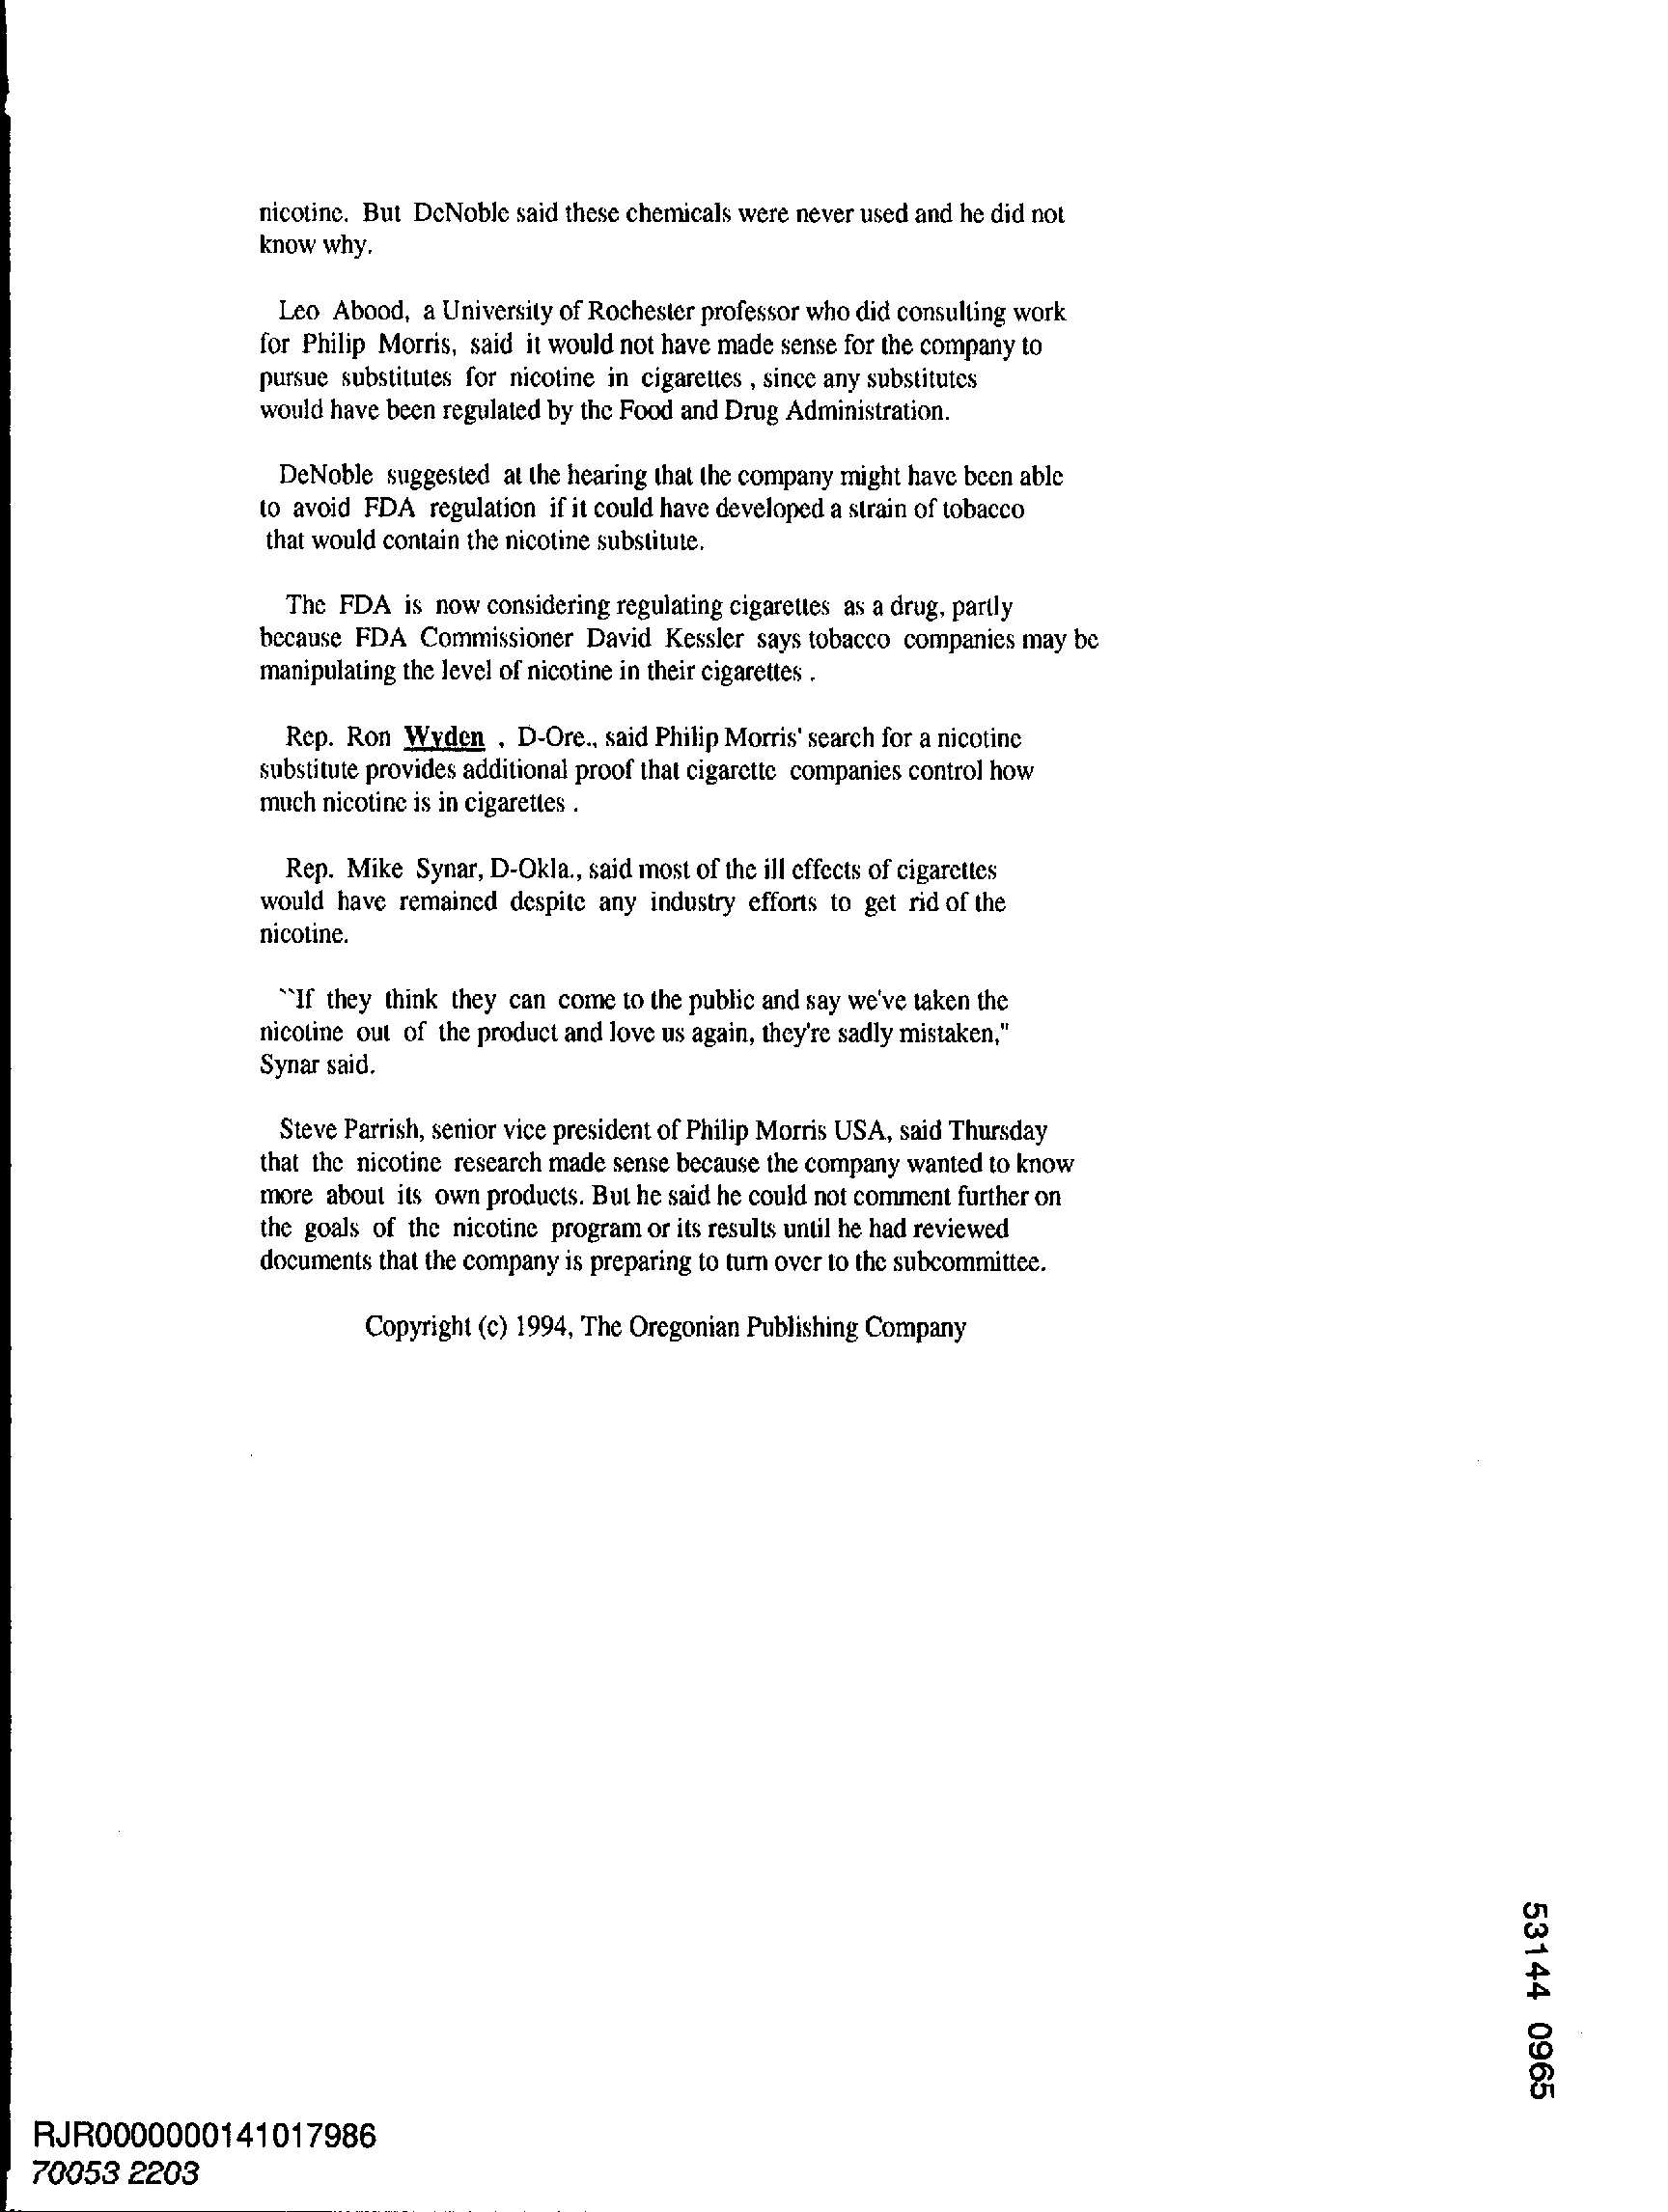 nicotine. But DeNoble said these chemicals were never used and he did not
know why.
Leo Abood, a University of Rochester professor who did consulting work
for Philip Morris, said it would not have made sense for the company to
pursue substitutes for nicotine in cigarettes , since any substitutes
would have been regulated by the Food and Drug Administration.
DeNoble suggested at the hearing that the company might have been able
to avoid FDA regulation if it could have developed a strain of tobacco
that would contain the nicotine substitute.
The FDA is now considering regulating cigarettes as a drug, partly
because FDA Commissioner David Kessler says tobacco companies may be
manipulating the level of nicotine in their cigarettes .
Rep. Ron Wyden , D-Ore., said Philip Morris' search for a nicotine
substitute provides additional proof that cigarette companies control how
much nicotine is in cigarettes .
Rep. Mike Synar, D-Okla., said most of the ill effects of cigarettes
would have remained despite any industry efforts to get rid of the
nicotine.
``If they think they can come to the public and say we've taken the
nicotine out of the product and love us again, they're sadly mistaken,"
Synar said.
Steve Parrish, senior vice president of Philip Morris USA, said Thursday
that the nicotine research made sense because the company wanted to know
more about its own products. But he said he could not comment further on
the goals of the nicotine program or its results until he had reviewed
documents that the company is preparing to turn over to the subcommittee.
Copyright (c) 1994, The Oregonian Publishing Company
53144 0965
RJR0000000141017986
70053 2203